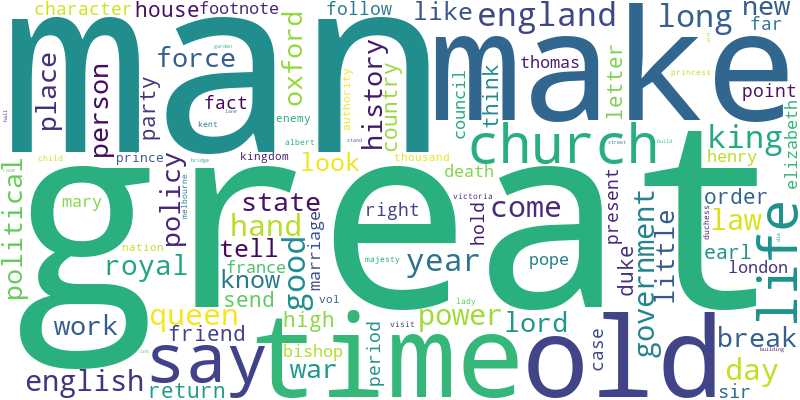 character house footnote follow like england long new
man make far
force oxford place person party fact history country letter thomas point
council think
hall garden kent lane enemy albert authority stand princess
church king
prince kingdom thousand look death street build henry elizabeth
child room bridge
great
political policy mary state right hold come present order life
melbourne victoria duchess law
hand tell royal good marriage duke government little earl
nation france majesty pope know year london
send lady die
work queen friend high vol power lord break
say time old
bishop period visit case building day
inn war
english return sir